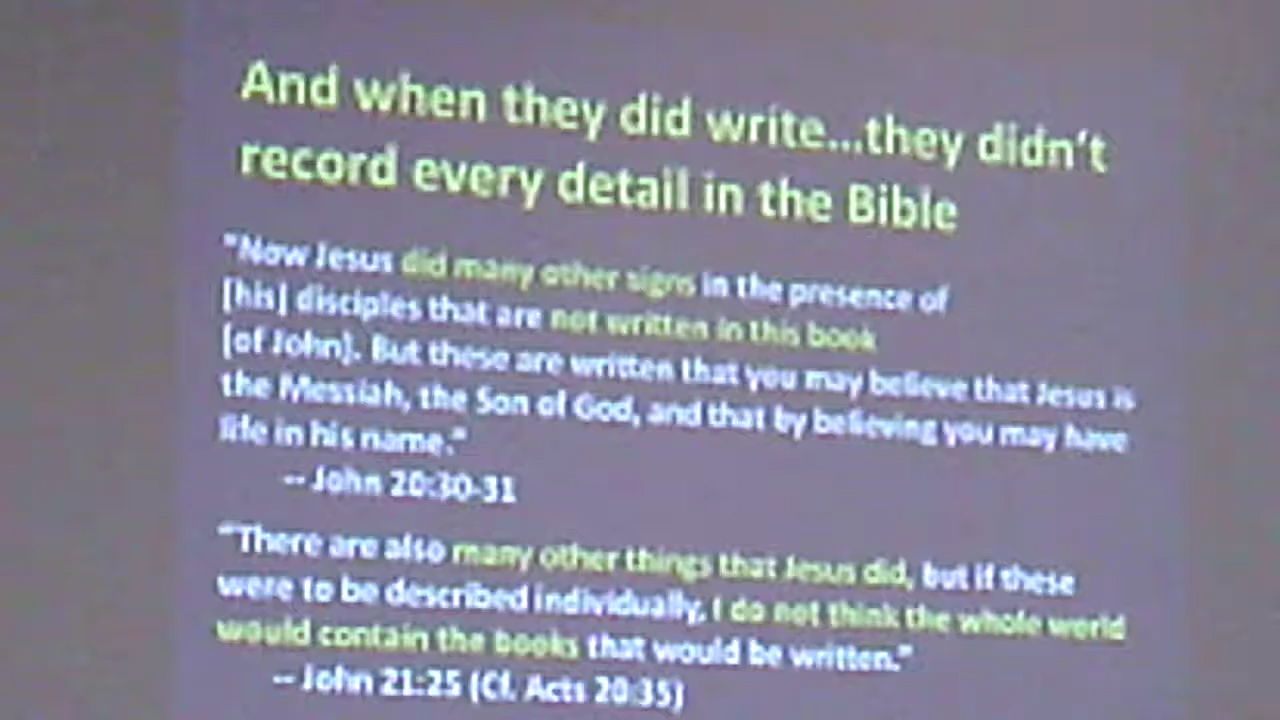 And when they did write...they didn't
record every detail in the Bible
"Now Jesus did many other signs in the presence of
[his] disciples that are not written in this book
[of John]. But these are written that you may believe that Jesus is
the Messiah, the Son of God, and that by believing you may have
life in his name."
-- John 20:30-31
"There are also many other things that Jesus did, but if these
were to be described individually, I do not think the whole world
would contain the books that would be written."
-- John 21:25 (Cf. Acts 20:35)